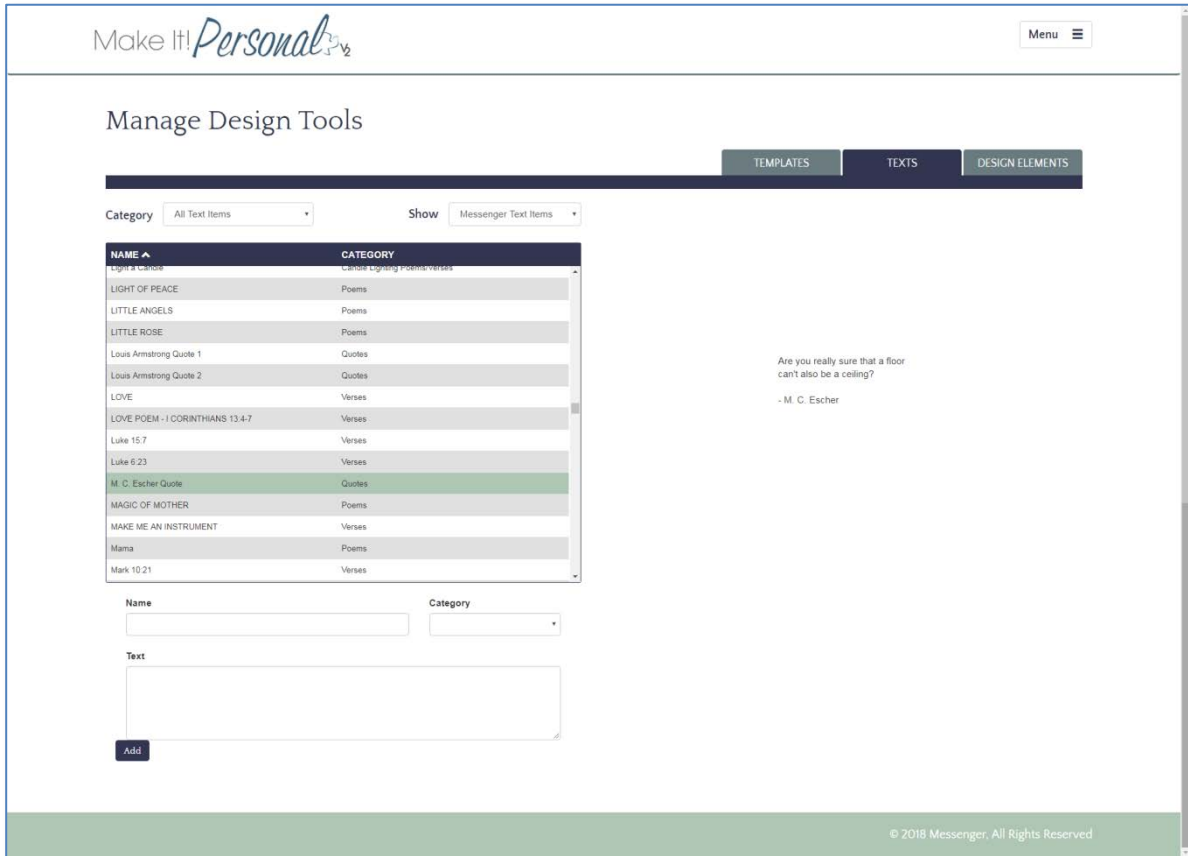 Make It! Personal ½
Menu
Manage Design Tools
TEMPLATES TEXTS DESIGN ELEMENTS
Category All Text Items Show Messenger Text Items
NAME CATEGORY
Light a Candle Candle Lighting Poems/Verses
LIGHT OF PEACE Poems
LITTLE ANGELS Poems
LITTLE ROSE Poems
Louis Armstrong Quote 1 Quotes
Louis Armstrong Quote 2 Quotes
LOVE Verses
LOVE POEM - I CORINTHIANS 13:4-7 Verses
Luke 15:7 Verses
Luke 6:23 Verses
M. C. Escher Quote Quotes
MAGIC OF MOTHER Poems
MAKE ME AN INSTRUMENT Verses
Mama Poems
Mark 10:21 Verses
Are you really sure that a floor
can't also be a ceiling?
- M. C. Escher
Name Category
Text
Add
© 2018 Messenger, All Rights Reserved